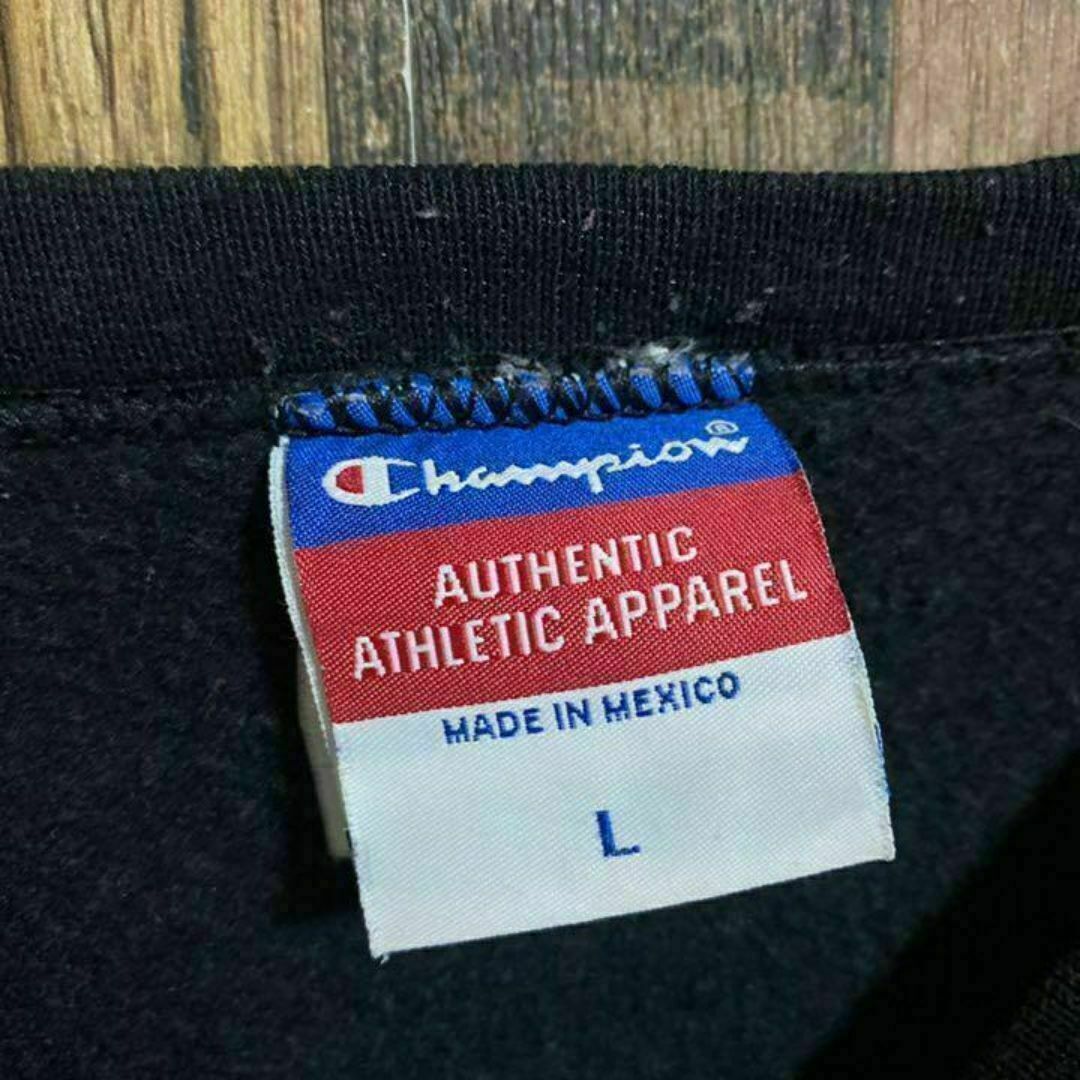 Champion®
AUTHENTIC
ATHLETIC APPAREL
MADE IN MEXICO
L